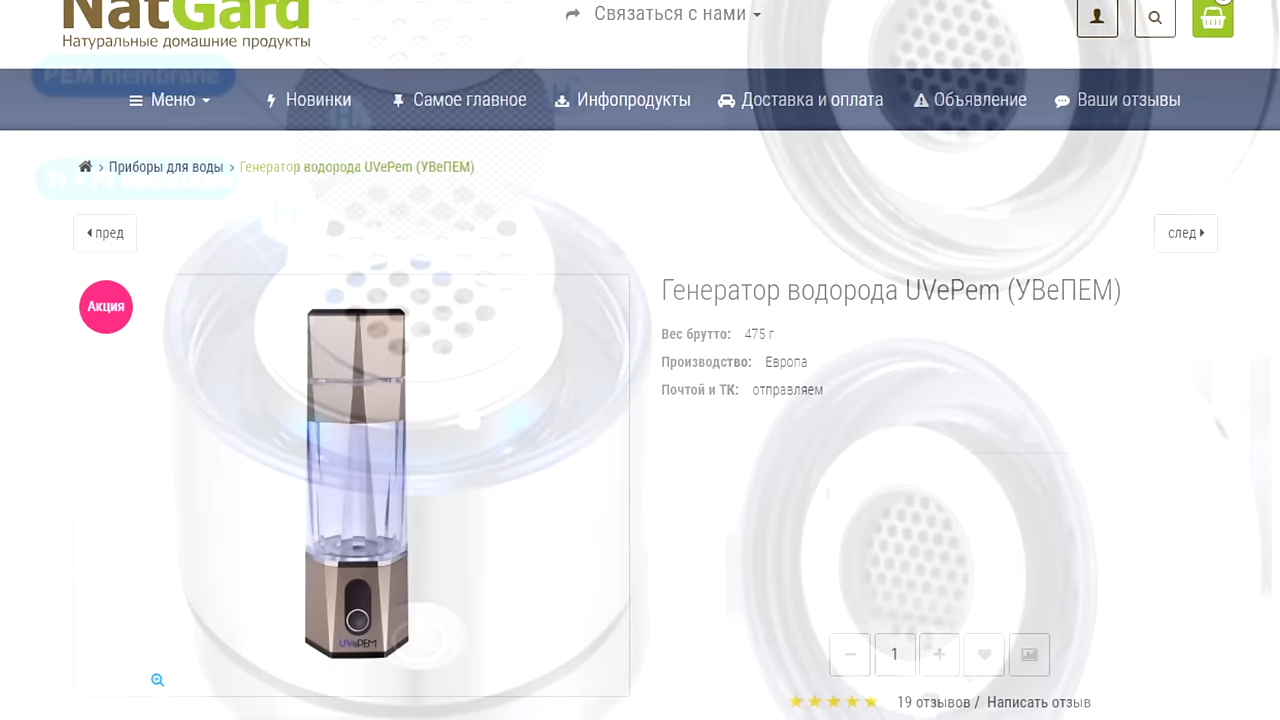 NatGard
Натуральные домашние продукты
Связаться с нами
PEM membrane
Меню
Новинки
Самое главное
Инфопродукты
Доставка и оплата
Объявление
Ваши отзывы
Приборы для воды
Генератор водорода UVePem (УВеПЕМ)
пред
след
Акция
Генератор водорода UVePem (УВеПЕМ)
Вес брутто: 475 г
Производство: Европа
Почтой и ТК: отправляем
UVePEM
1
19 отзывов / Написать отзыв